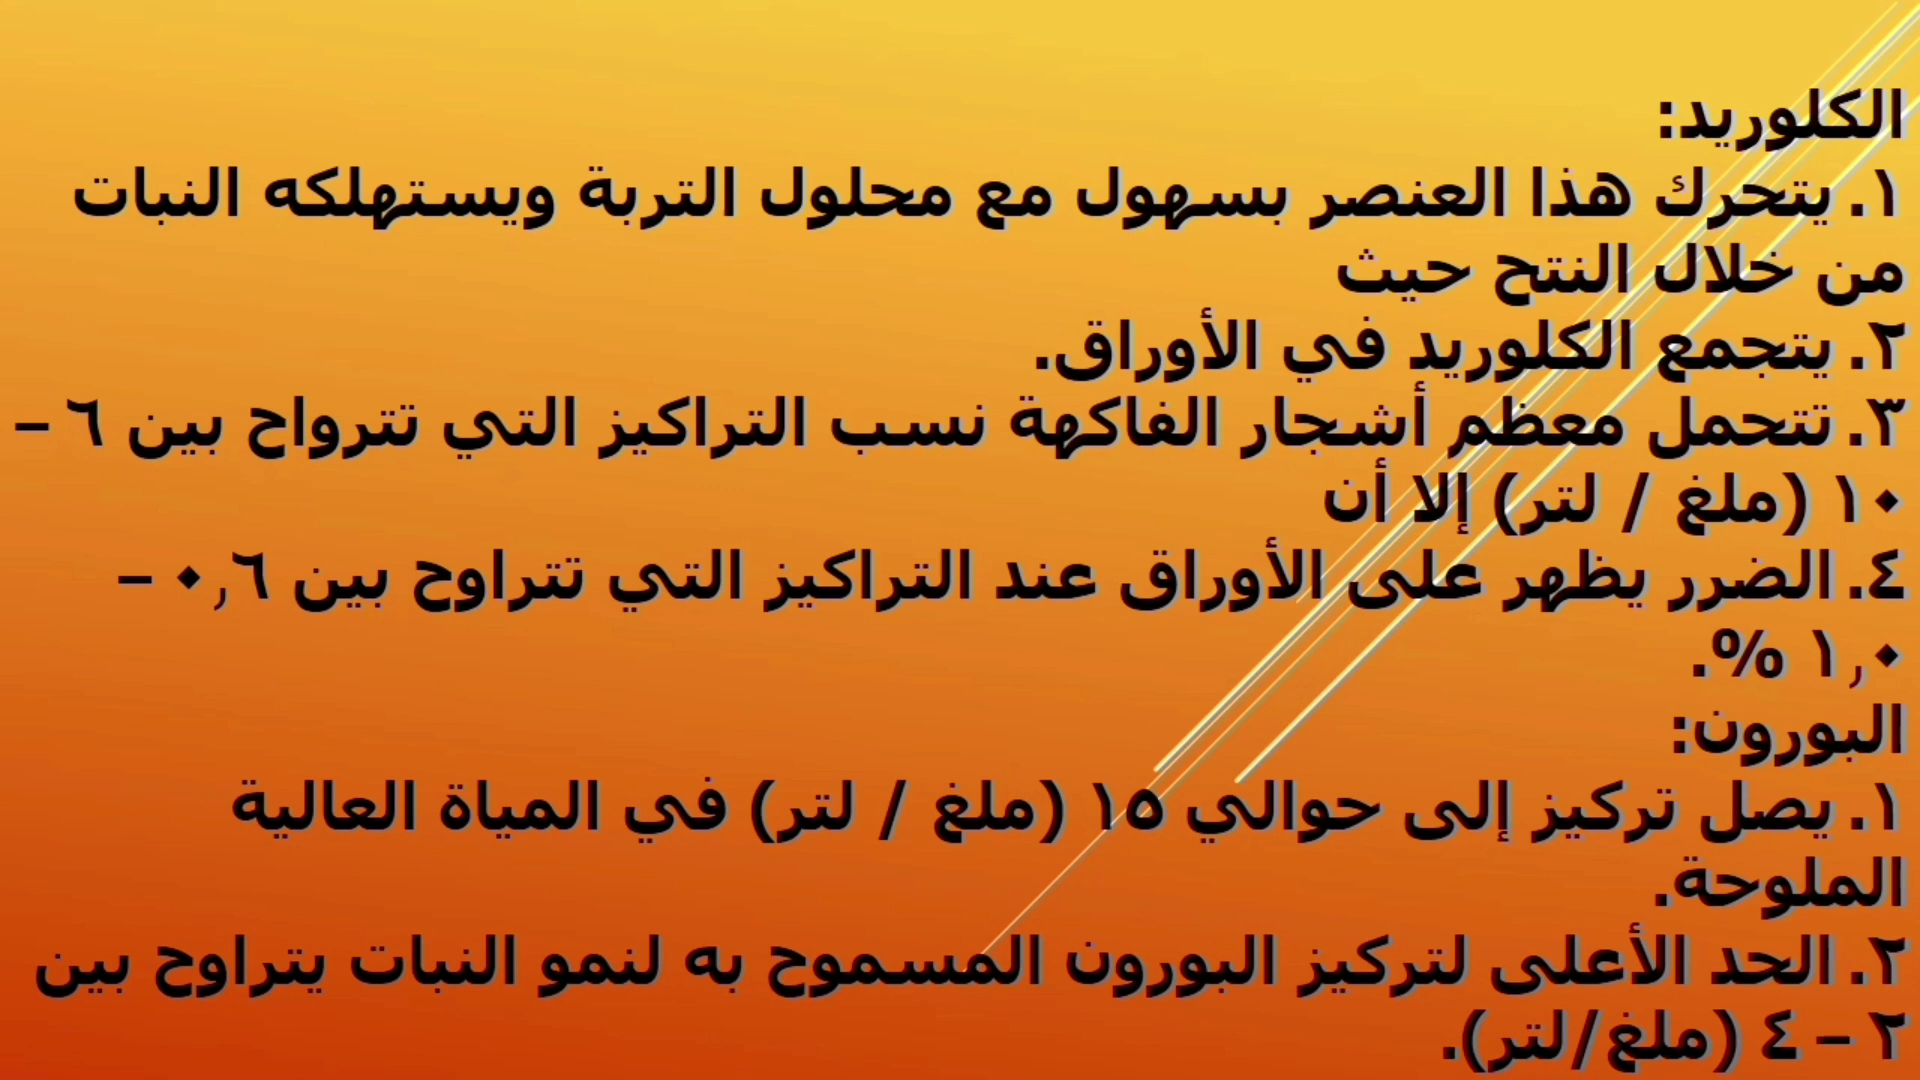 الكلوريد:
١. يتحرك هذا العنصر بسهول مع محلول التربة ويستهلكه النبات
من خلال النتح حيث
٢. يتجمع الكلوريد في الأوراق.
٣. تتحمل معظم أشجار الفاكهة نسب التراكيز التي تترواح بين ٦ –
١٠ (ملغ / لتر) إلا أن
٤. الضرر يظهر على الأوراق عند التراكيز التي تتراوح بين ٠٫٦ –
١٫٠ %.
البورون:
١. يصل تركيز إلى حوالي ١٥ (ملغ / لتر) في المياة العالية
الملوحة.
٢. الحد الأعلى لتركيز البورون المسموح به لنمو النبات يتراوح بين
٢ – ٤ (ملغ/لتر).